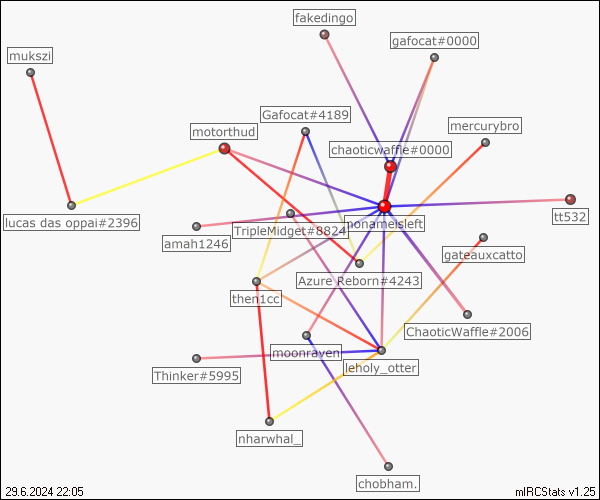 fakedingo
gafocat#0000
mukszi
Gafocat#4189
mercurybro
motorthud
chaoticwaffle#0000
tt532
lucas das oppai#2396
TripleMidget#8824
nonameisleft
amah1246
gateauxcatto
Azure Reborn#4243
then1cc
ChaoticWaffle#2006
moonraven
leholy_otter
Thinker#5995
nharwhal_
chobham.
29.6.2024 22:05
mIRCStats v1.25